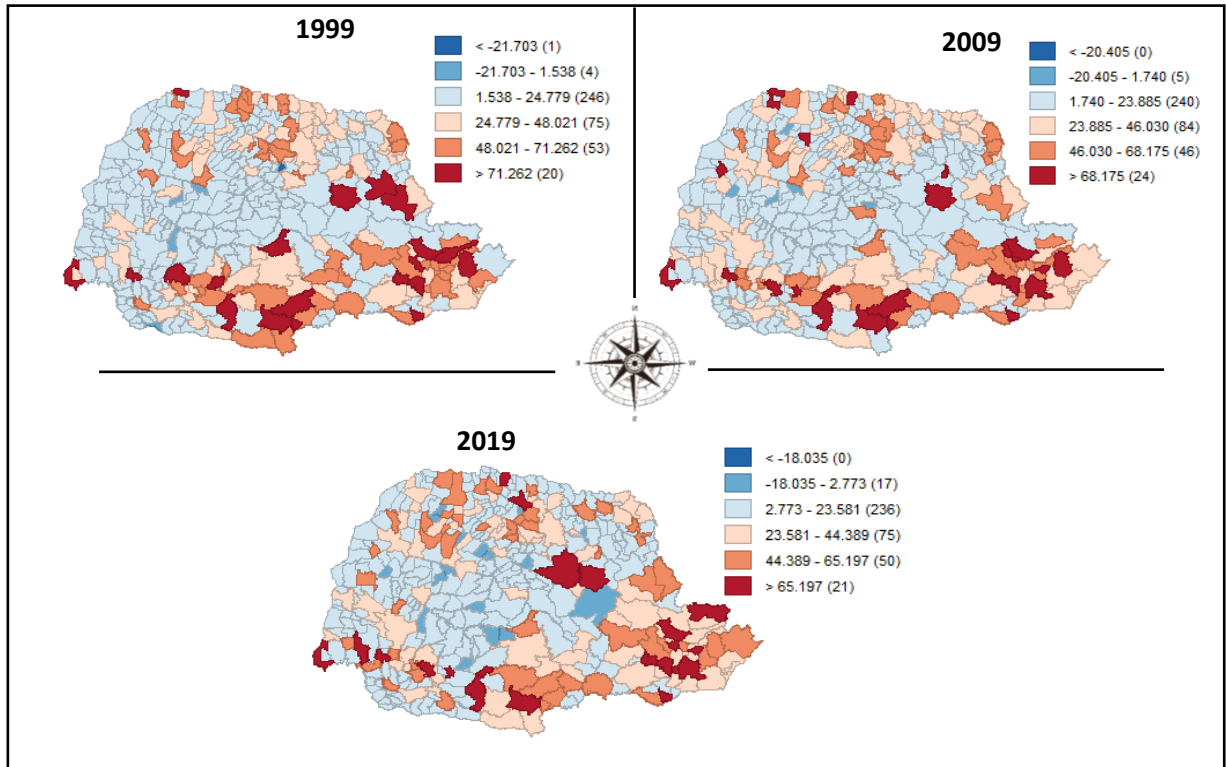 1999
< -21.703 (1)
-21.703 - 1.538 (4)
1.538 - 24.779 (246)
24.779 - 48.021 (75)
48.021 - 71.262 (53)
> 71.262 (20)
2009
< -20.405 (0)
-20.405 - 1.740 (5)
1.740 - 23.885 (240)
23.885 - 46.030 (84)
46.030 - 68.175 (46)
> 68.175 (24)
2019
< -18.035 (0)
-18.035 - 2.773 (17)
2.773 - 23.581 (236)
23.581 - 44.389 (75)
44.389 - 65.197 (50)
> 65.197 (21)